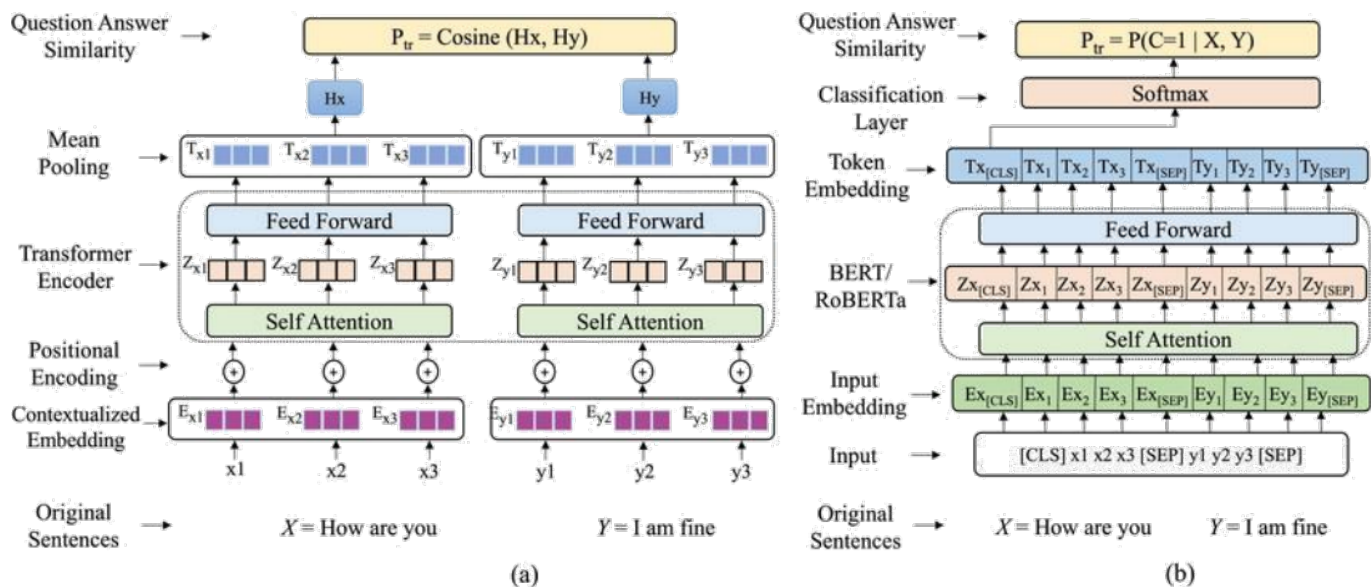 Question Answer
Similarity
P_tr = Cosine (Hx, Hy)
Hx
Hy
Mean
Pooling
T_x1
T_x2
T_x3
T_y1
T_y2
T_y3
Feed Forward
Feed Forward
Transformer
Encoder
Z_x1
Z_x2
Z_x3
Z_y1
Z_y2
Z_y3
Self Attention
Self Attention
Positional
Encoding
+
+
+
+
+
+
Contextualized
Embedding
E_x1
E_x2
E_x3
E_y1
E_y2
E_y3
x1
x2
x3
y1
y2
y3
Original
Sentences
X = How are you
Y = I am fine
(a)
Question Answer
Similarity
P_tr = P(C=1 | X, Y)
Classification
Layer
Softmax
Token
Embedding
Tx_[CLS] Tx_1 Tx_2 Tx_3 Tx_[SEP] Ty_1 Ty_2 Ty_3 Ty_[SEP]
Feed Forward
BERT/
RoBERTa
Zx_[CLS] Zx_1 Zx_2 Zx_3 Zx_[SEP] Zy_1 Zy_2 Zy_3 Zy_[SEP]
Self Attention
Input
Embedding
Ex_[CLS] Ex_1 Ex_2 Ex_3 Ex_[SEP] Ey_1 Ey_2 Ey_3 Ey_[SEP]
Input
[CLS] x1 x2 x3 [SEP] y1 y2 y3 [SEP]
Original
Sentences
X = How are you
Y = I am fine
(b)